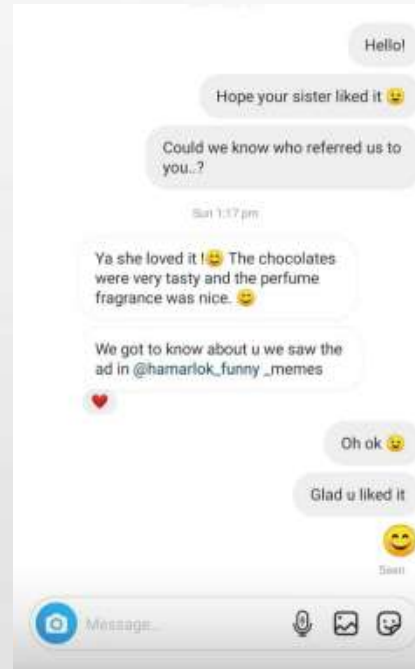 Hello!
Hope your sister liked it 😉
Could we know who referred us to
you..?
Sun 1:17 pm
Ya she loved it !😀 The chocolates
were very tasty and the perfume
fragrance was nice. 😊
We got to know about u we saw the
ad in @hamarlok_funny _memes
❤️
Oh ok 😉
Glad u liked it
😊
Seen
Message...